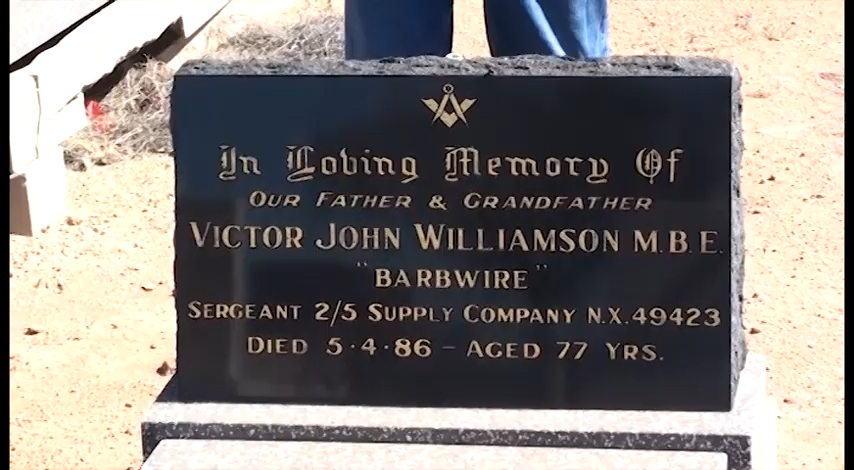 In Loving Memory Of
OUR FATHER & GRANDFATHER
VICTOR JOHN WILLIAMSON M.B.E.
"BARBWIRE"
SERGEANT 2/5 SUPPLY COMPANY N.X.49423
DIED 5·4·86 – AGED 77 YRS.